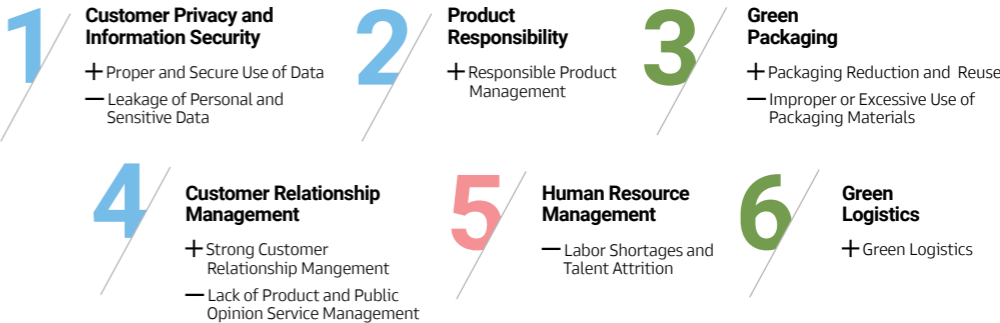 1
Customer Privacy and
Information Security
+ Proper and Secure Use of Data
— Leakage of Personal and
Sensitive Data
2
Product
Responsibility
+ Responsible Product
Management
3
Green
Packaging
+ Packaging Reduction and Reuse
— Improper or Excessive Use of
Packaging Materials
4
Customer Relationship
Management
+ Strong Customer
Relationship Mangement
— Lack of Product and Public
Opinion Service Management
5
Human Resource
Management
— Labor Shortages and
Talent Attrition
6
Green
Logistics
+ Green Logistics